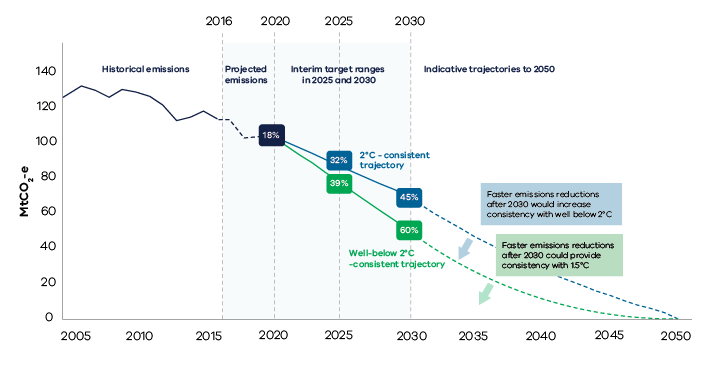 2016 2020 2025 2030
Historical emissions
Projected
emissions
Interim target ranges
in 2025 and 2030
Indicative trajectories to 2050
MtCO2-e
140
120
100
80
60
40
20
0
18%
32%
39%
45%
60%
2°C - consistent
trajectory
Well-below 2°C
-consistent trajectory
Faster emissions reductions
after 2030 would increase
consistency with well below 2°C
Faster emissions reductions
after 2030 could provide
consistency with 1.5°C
2005 2010 2015 2020 2025 2030 2035 2040 2045 2050